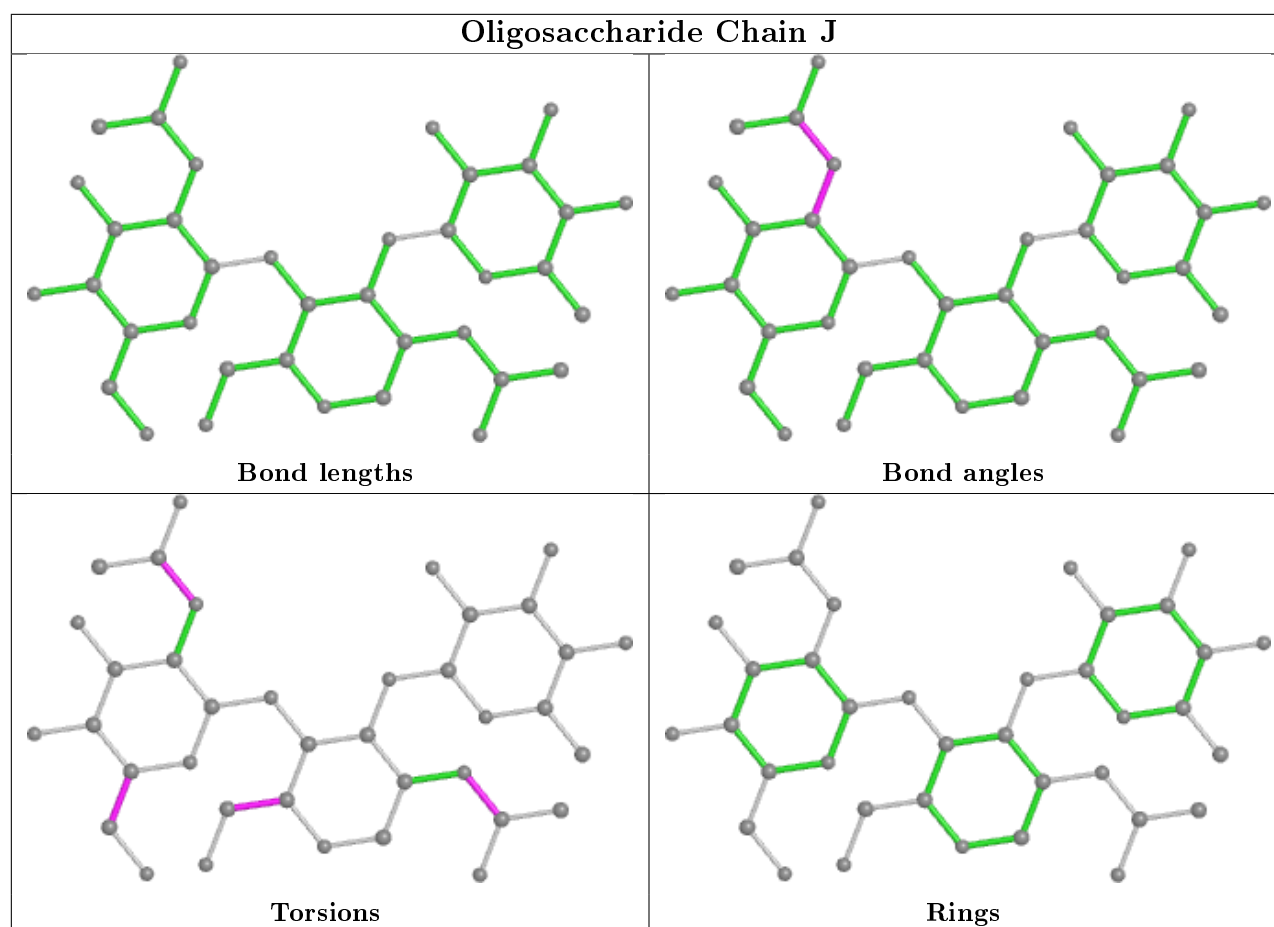 Oligosaccharide Chain J
Bond lengths
Bond angles
Torsions
Rings